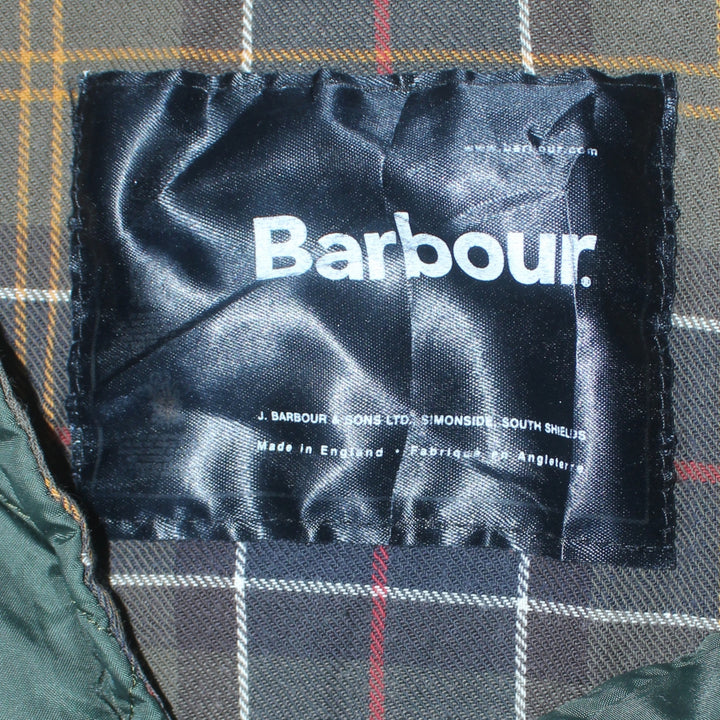 www.barbour.com
Barbour.
J. BARBOUR & SONS LTD. SIMONSIDE, SOUTH SHIELDS
Made in England • Fabriqué en Angleterre